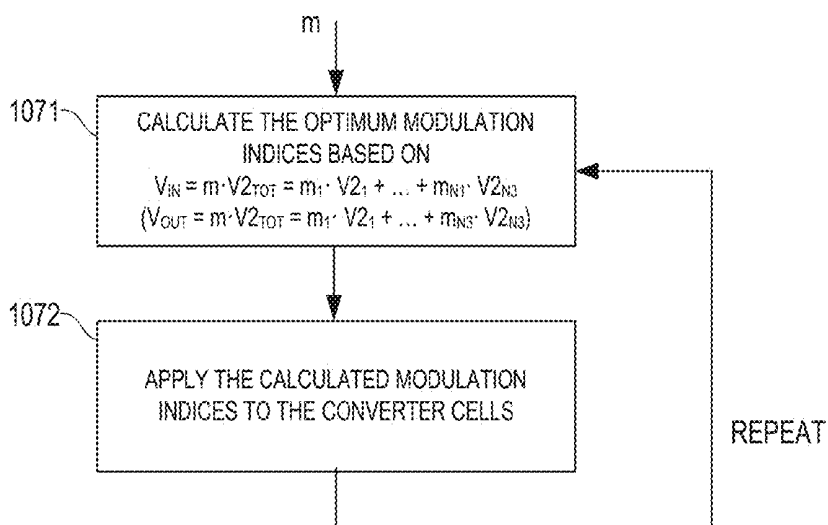 m
1071
CALCULATE THE OPTIMUM MODULATION
INDICES BASED ON
V_IN = m·V2_TOT = m_1· V2_1 + ... + m_N1· V2_N3
(V_OUT = m·V2_TOT = m_1· V2_1 + ... + m_N3· V2_N3)
1072
APPLY THE CALCULATED MODULATION
INDICES TO THE CONVERTER CELLS
REPEAT